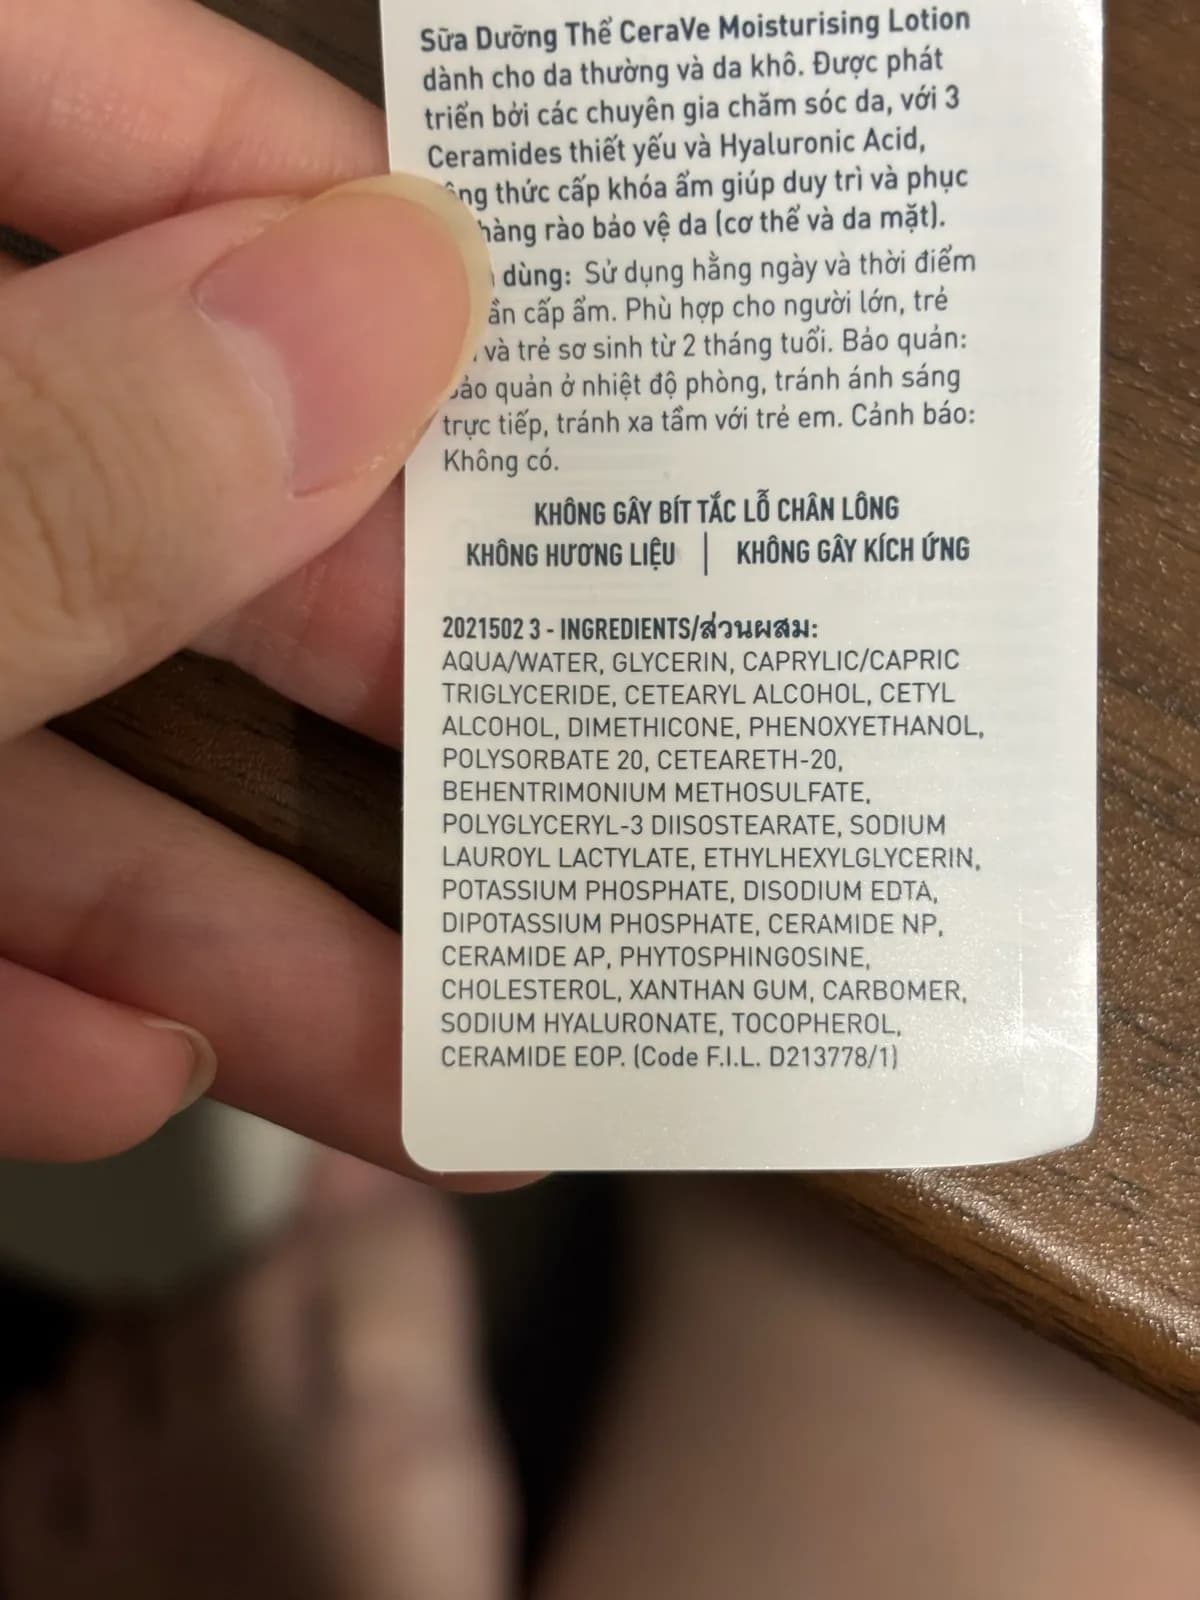 Sữa Dưỡng Thể CeraVe Moisturising Lotion
dành cho da thường và da khô. Được phát
triển bởi các chuyên gia chăm sóc da, với 3
Ceramides thiết yếu và Hyaluronic Acid,
thức cấp khóa ẩm giúp duy trì và phục
hàng rào bảo vệ da (cơ thể và da mặt).
dùng: Sử dụng hằng ngày và thời điểm
cấp ẩm. Phù hợp cho người lớn, trẻ
và trẻ sơ sinh từ 2 tháng tuổi. Bảo quản:
quản ở nhiệt độ phòng, tránh ánh sáng
trực tiếp, tránh xa tầm với trẻ em. Cảnh báo:
Không có.
KHÔNG GÂY BÍT TẮC LỖ CHÂN LÔNG
KHÔNG HƯƠNG LIỆU | KHÔNG GÂY KÍCH ỨNG
2021502 3 - INGREDIENTS/ส่วนผสม:
AQUA/WATER, GLYCERIN, CAPRYLIC/CAPRIC
TRIGLYCERIDE, CETEARYL ALCOHOL, CETYL
ALCOHOL, DIMETHICONE, PHENOXYETHANOL,
POLYSORBATE 20, CETEARETH-20,
BEHENTRIMONIUM METHOSULFATE,
POLYGLYCERYL-3 DIISOSTEARATE, SODIUM
LAUROYL LACTYLATE, ETHYLHEXYLGLYCERIN,
POTASSIUM PHOSPHATE, DISODIUM EDTA,
DIPOTASSIUM PHOSPHATE, CERAMIDE NP,
CERAMIDE AP, PHYTOSPHINGOSINE,
CHOLESTEROL, XANTHAN GUM, CARBOMER,
SODIUM HYALURONATE, TOCOPHEROL,
CERAMIDE EOP. (Code F.I.L. D213778/1)